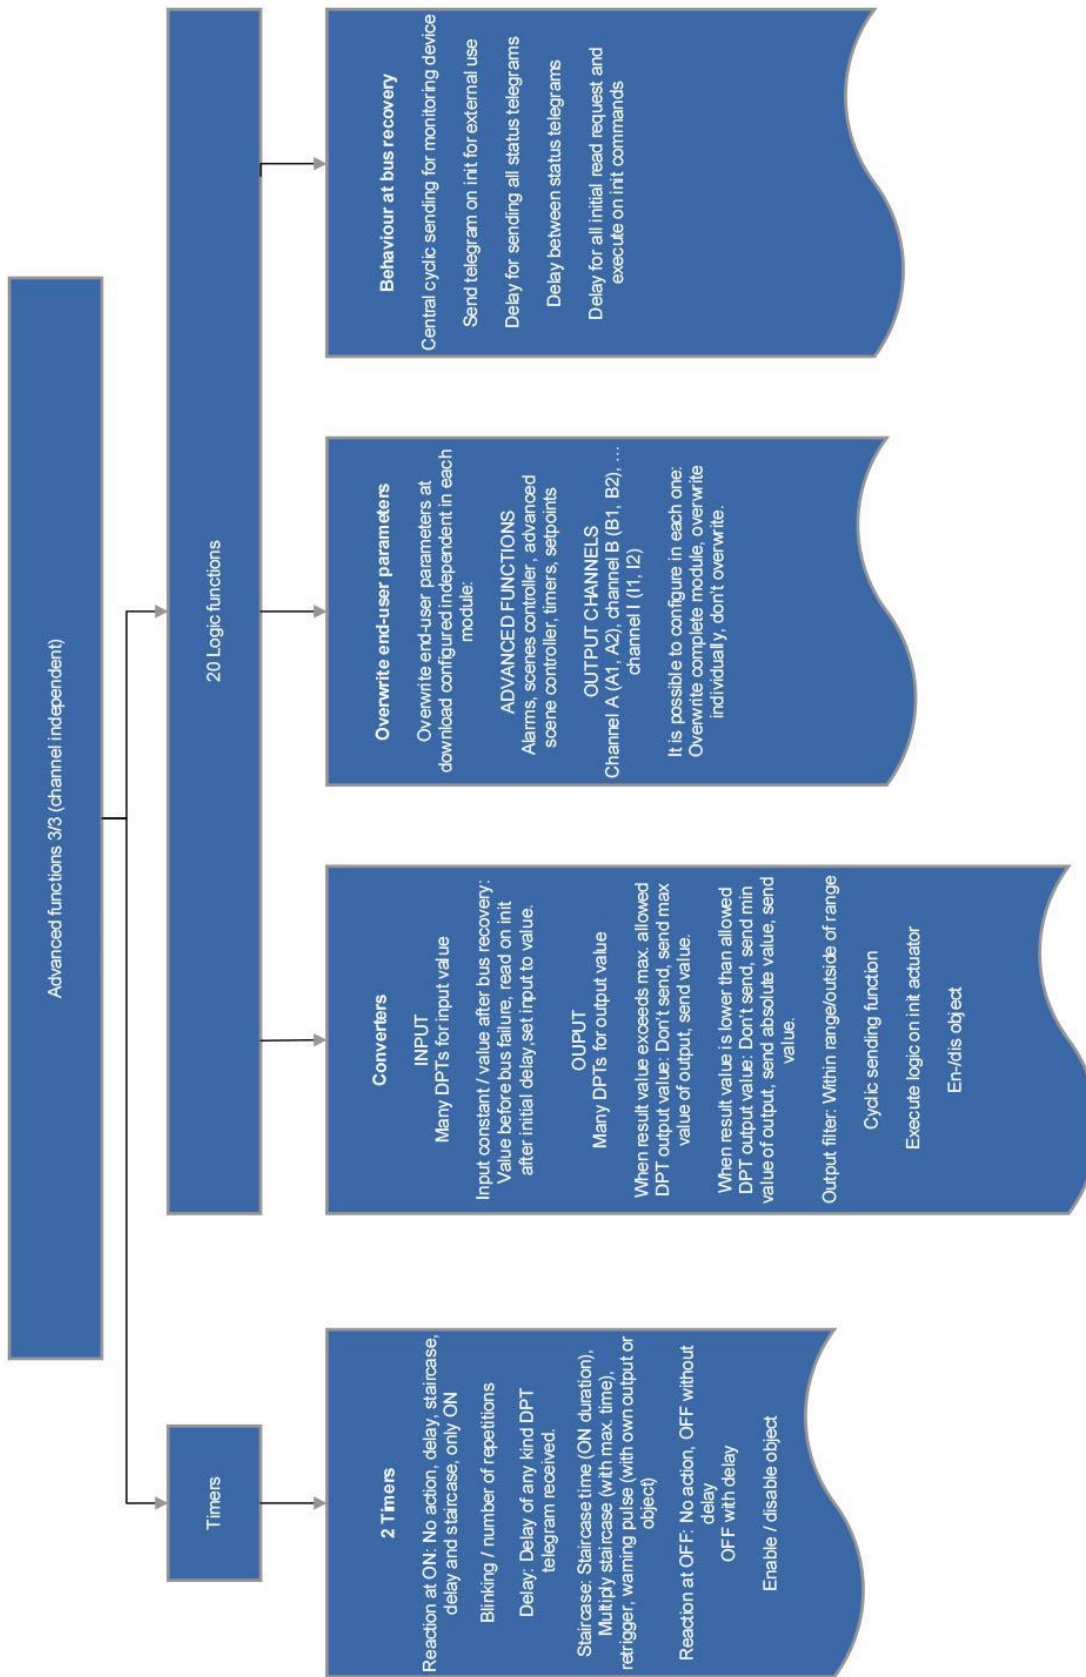 Advanced functions 3/3 (channel independent)
Timers
20 Logic functions
2 Timers
Reaction at ON: No action, delay, staircase,
delay and staircase, only ON
Blinking / number of repetitions
Delay: Delay of any kind DPT
telegram received.
Staircase: Staircase time (ON duration),
Multiply staircase (with max. time),
retrigger, warning pulse (with own output or
object)
Reaction at OFF: No action, OFF without
delay
OFF with delay
Enable / disable object
Converters
INPUT
Many DPTs for input value
Input constant / value after bus recovery:
Value before bus failure, read on init
after initial delay,set input to value.
OUPUT
Many DPTs for output value
When result value exceeds max. allowed
DPT output value: Don't send, send max
value of output, send value.
When result value is lower than allowed
DPT output value: Don't send, send min
value of output, send absolute value, send
value.
Output filter: Within range/outside of range
Cyclic sending function
Execute logic on init actuator
En-/dis object
Overwrite end-user parameters
Overwrite end-user parameters at
download configured independent in each
module:
ADVANCED FUNCTIONS
Alarms, scenes controller, advanced
scene controller, timers, setpoints
OUTPUT CHANNELS
Channel A (A1, A2), channel B (B1, B2), …
channel I (I1, I2)
It is possible to configure in each one:
Overwrite complete module, overwrite
individually, don't overwrite.
Behaviour at bus recovery
Central cyclic sending for monitoring device
Send telegram on init for external use
Delay for sending all status telegrams
Delay between status telegrams
Delay for all initial read request and
execute on init commands